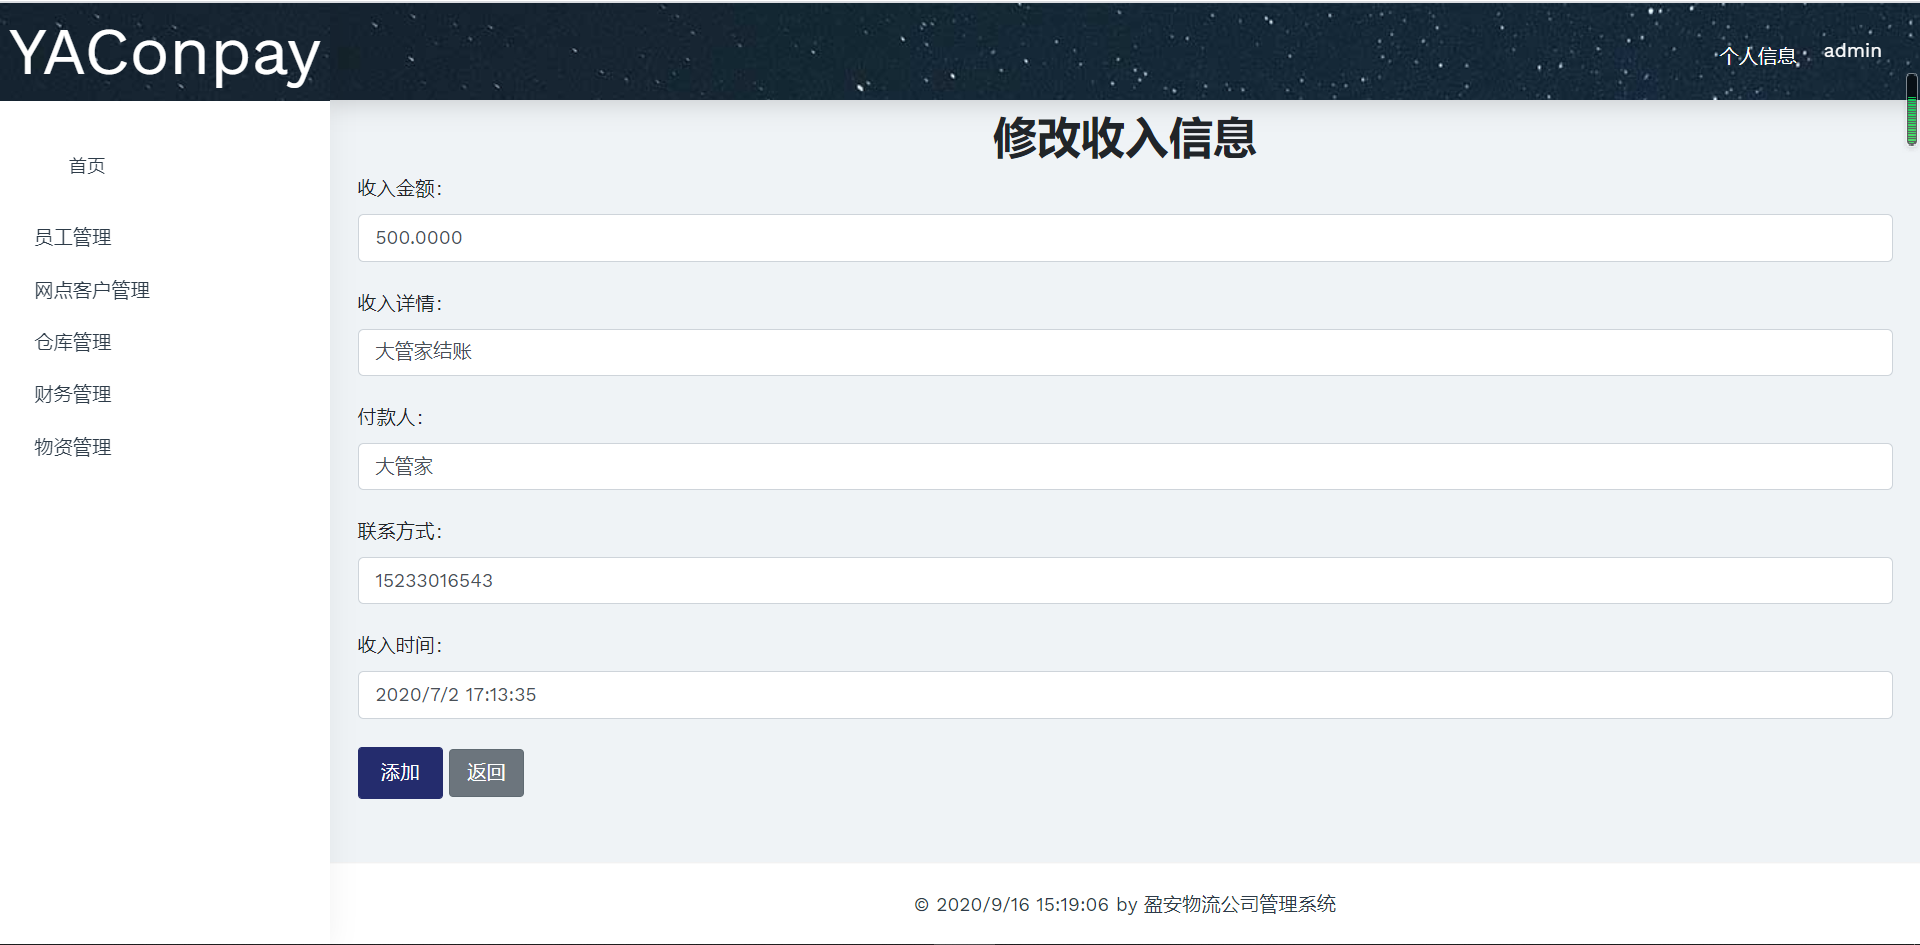 YAConpay
个人信息
admin
首页
员工管理
网点客户管理
仓库管理
财务管理
物资管理
修改收入信息
收入金额：
500.0000
收入详情：
大管家结账
付款人：
大管家
联系方式：
15233016543
收入时间：
2020/7/2 17:13:35
添加
返回
© 2020/9/16 15:19:06 by 盈安物流公司管理系统